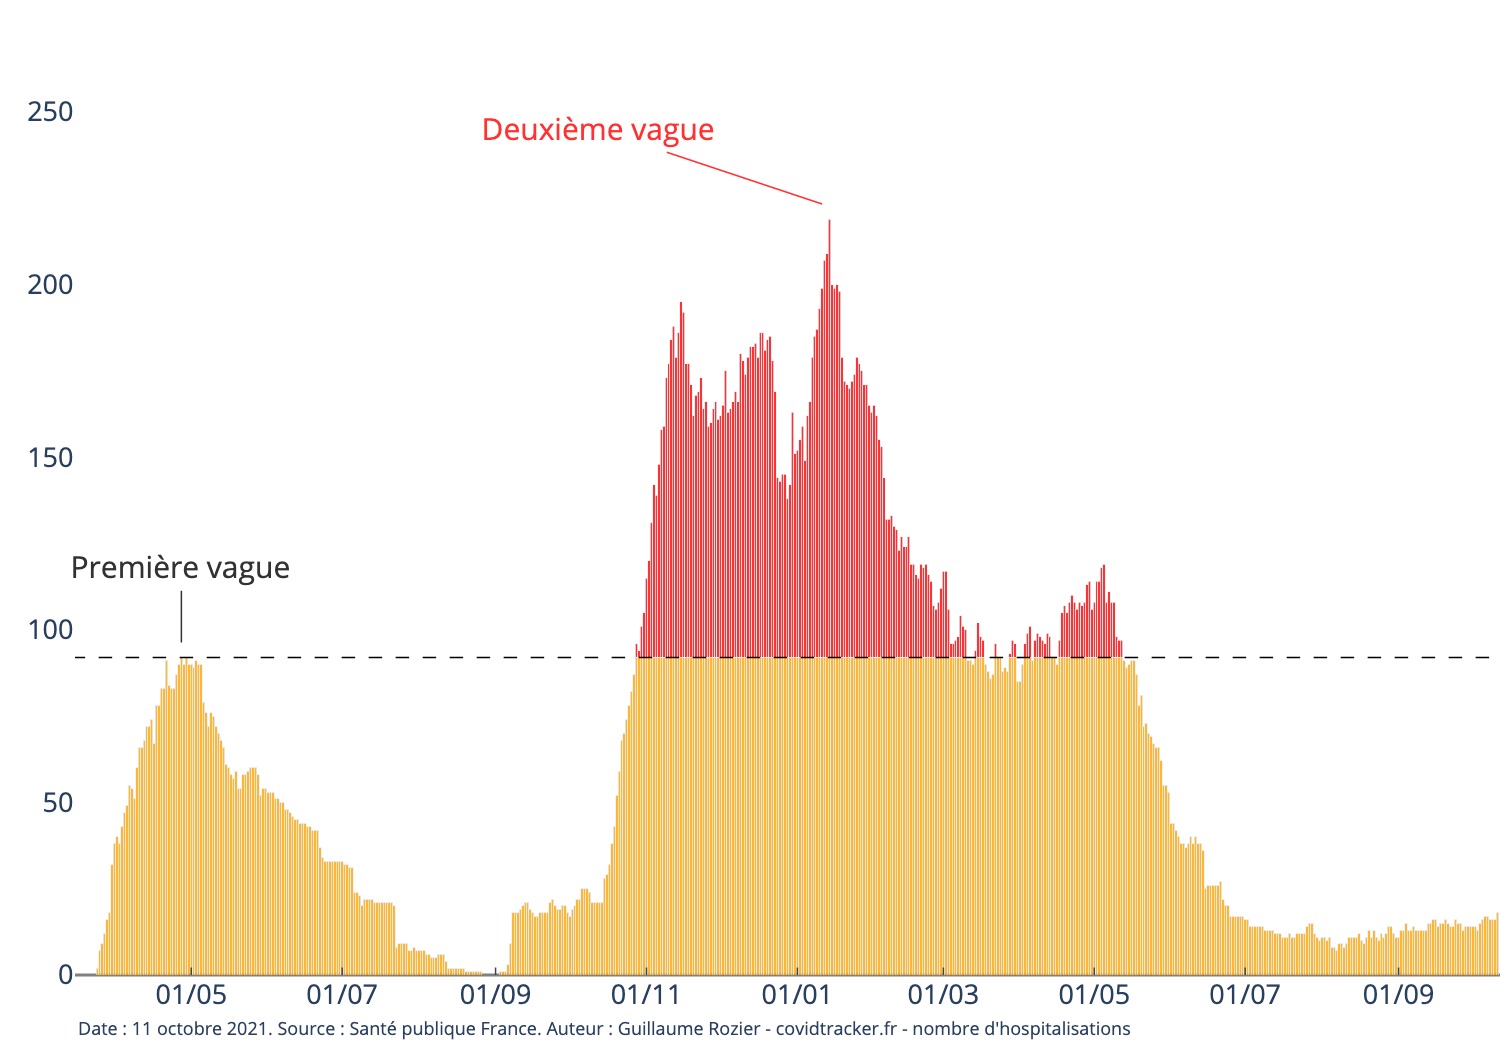 250
Deuxième vague
200
150
Première vague
100
50
0
01/05 01/07 01/09 01/11 01/01 01/03 01/05 01/07 01/09
Date : 11 octobre 2021. Source : Santé publique France. Auteur : Guillaume Rozier - covidtracker.fr - nombre d'hospitalisations